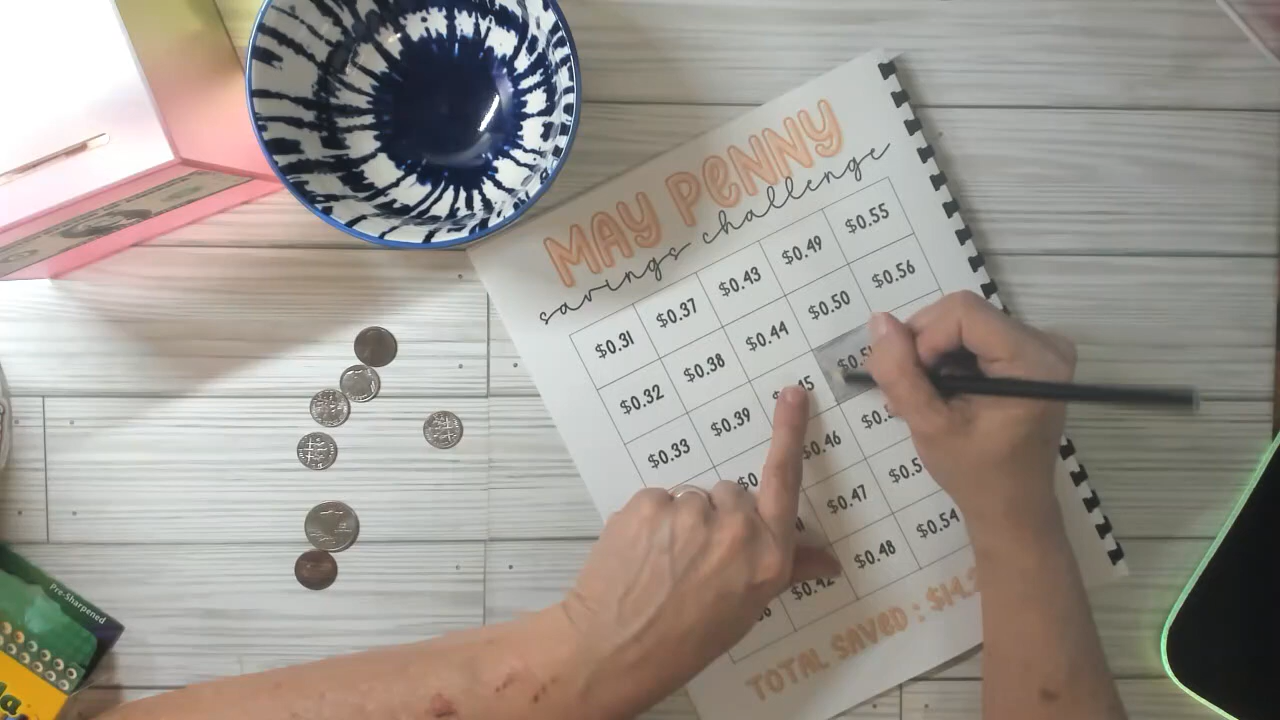 MAY PENNY
savings challenge
$0.31 $0.37 $0.43 $0.49 $0.55
$0.32 $0.38 $0.44 $0.50 $0.56
$0.33 $0.39
$0.46
$0.47 $0.54
$0.42 $0.48
TOTAL SAVED :
Pre-Sharpened